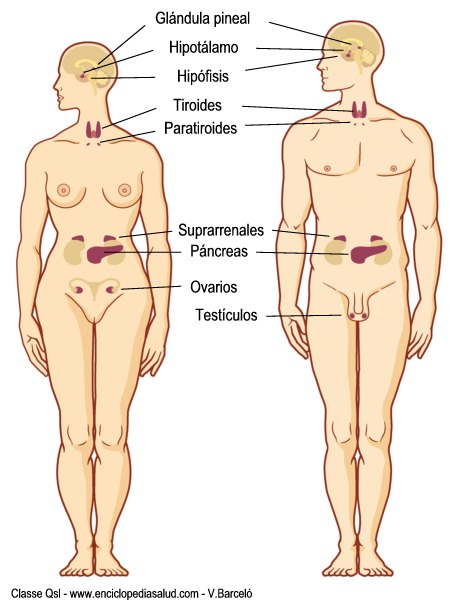 Glándula pineal
Hipotálamo
Hipófisis
Tiroides
Paratiroides
Suprarrenales
Páncreas
Ovarios
Testículos
Classe Qsl - www.enciclopediasalud.com - V.Barceló